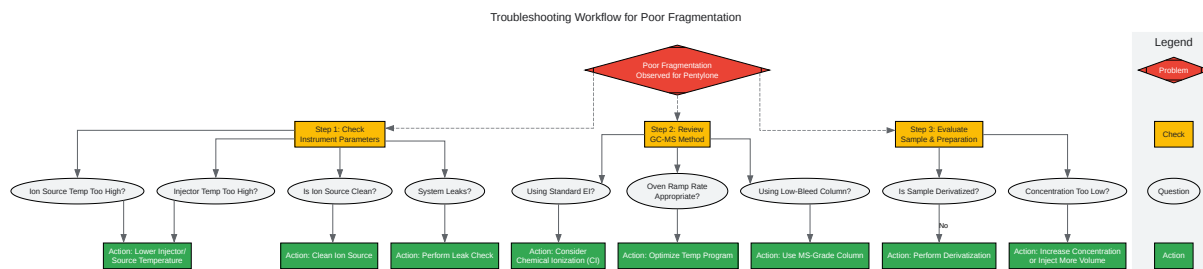 Troubleshooting Workflow for Poor Fragmentation
Legend
Poor Fragmentation
Observed for Pentylone
Problem
Step 1: Check
Instrument Parameters
Step 2: Review
GC-MS Method
Step 3: Evaluate
Sample & Preparation
Check
Ion Source Temp Too High?
Injector Temp Too High?
Is Ion Source Clean?
System Leaks?
Using Standard EI?
Oven Ramp Rate
Appropriate?
Using Low-Bleed Column?
Is Sample Derivatized?
Concentration Too Low?
Question
No
Action: Lower Injector/
Source Temperature
Action: Clean Ion Source
Action: Perform Leak Check
Action: Consider
Chemical Ionization (CI)
Action: Optimize Temp Program
Action: Use MS-Grade Column
Action: Perform Derivatization
Action: Increase Concentration
or Inject More Volume
Action